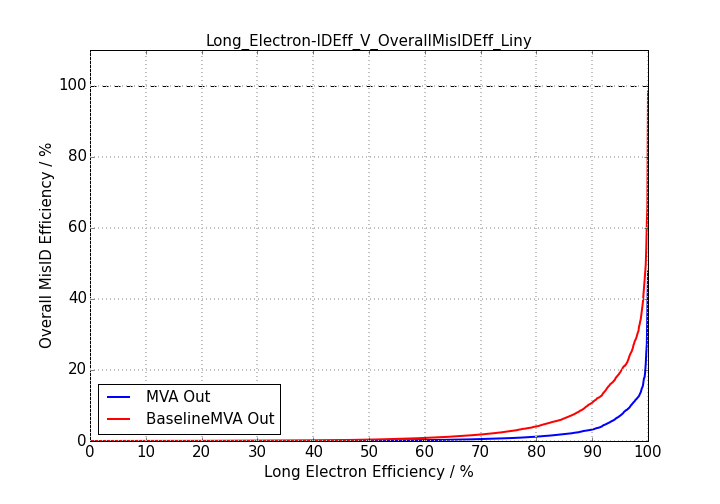 Long_Electron-IDEff_V_OverallMisIDEff_Liny
100
80
60
40
20
0
Overall MisID Efficiency / %
MVA Out
BaselineMVA Out
0 10 20 30 40 50 60 70 80 90 100
Long Electron Efficiency / %